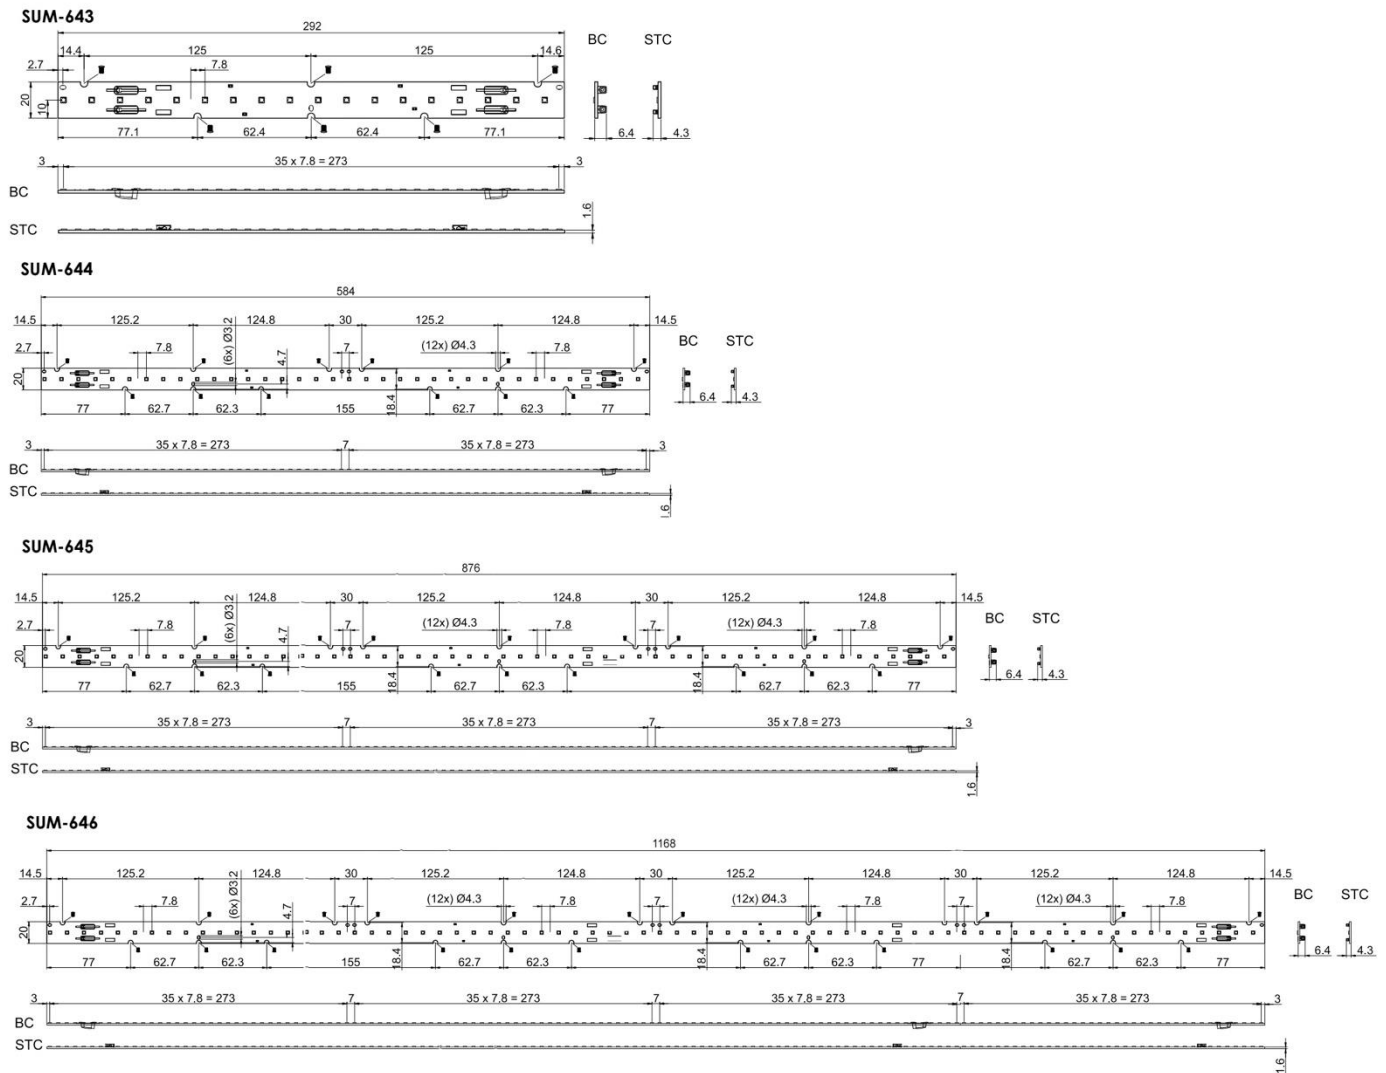 SUM-643
292
14.4 125 125 14.6
BC STC
2.7 7.8
20
10
6.4 4.3
77.1 62.4 62.4 77.1
3 35 x 7.8 = 273 3
BC
1.6
STC
SUM-644
584
14.5 125.2 124.8 30 125.2 124.8 14.5
(6x) Ø3.2
BC STC
2.7 7.8 7 (12x) Ø4.3 7.8
4.7
20
6.4 4.3
18.4
77 62.7 62.3 155 62.7 62.3 77
3 35 x 7.8 = 273 7 35 x 7.8 = 273 3
BC
STC
.6
SUM-645
876
14.5 125.2 124.8 30 125.2 124.8 30 125.2 124.8 14.5
(6x) Ø3.2
BC STC
2.7 7.8 7 (12x) Ø4.3 7.8 7 (12x) Ø4.3 7.8
4.7
20
6.4 4.3
18.4 18.4
77 62.7 62.3 155 62.7 62.3 62.7 62.3 77
3 35 x 7.8 = 273 7 35 x 7.8 = 273 7 35 x 7.8 = 273 3
BC
STC
1.6
SUM-646
1168
14.5 125.2 124.8 30 125.2 124.8 30 125.2 124.8 30 125.2 124.8 14.5
(6x) Ø3.2
BC STC
2.7 7.8 7 (12x) Ø4.3 7.8 7 (12x) Ø4.3 7.8 7 (12x) Ø4.3 7.8
4.7
20
6.4 4.3
18.4 18.4 18.4
77 62.7 62.3 155 62.7 62.3 62.7 62.3 77 62.7 62.3 77
3 35 x 7.8 = 273 7 35 x 7.8 = 273 7 35 x 7.8 = 273 7 35 x 7.8 = 273 3
BC
STC
1.6